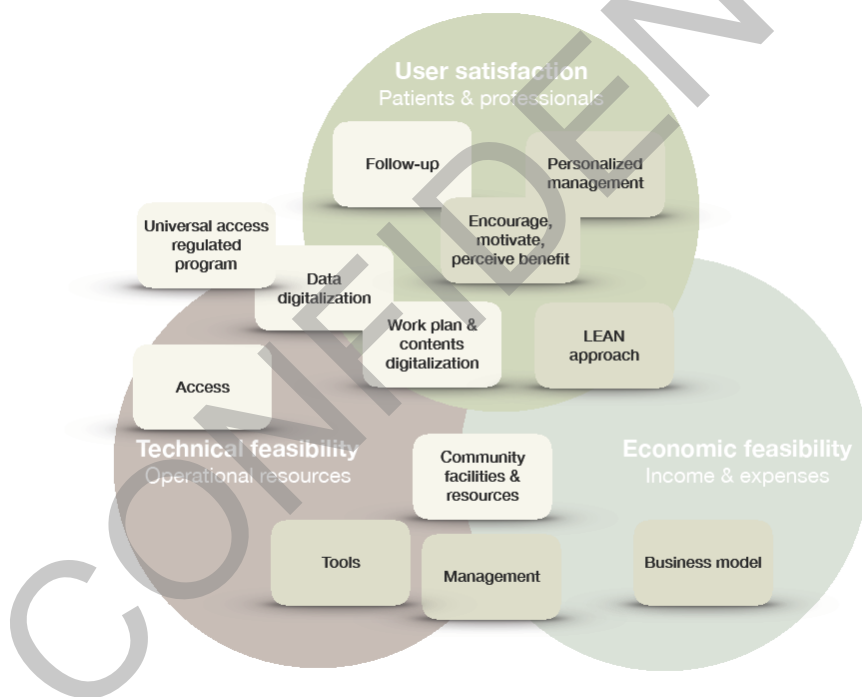 User satisfaction
Patients & professionals
Follow-up
Personalized
management
Encourage,
motivate,
perceive benefit
Universal access
regulated
program
Data
digitalization
Work plan &
contents
digitalization
LEAN
approach
Access
Technical feasibility
Operational resources
Economic feasibility
Income & expenses
Community
facilities &
resources
Tools
Management
Business model
CONFIDEN